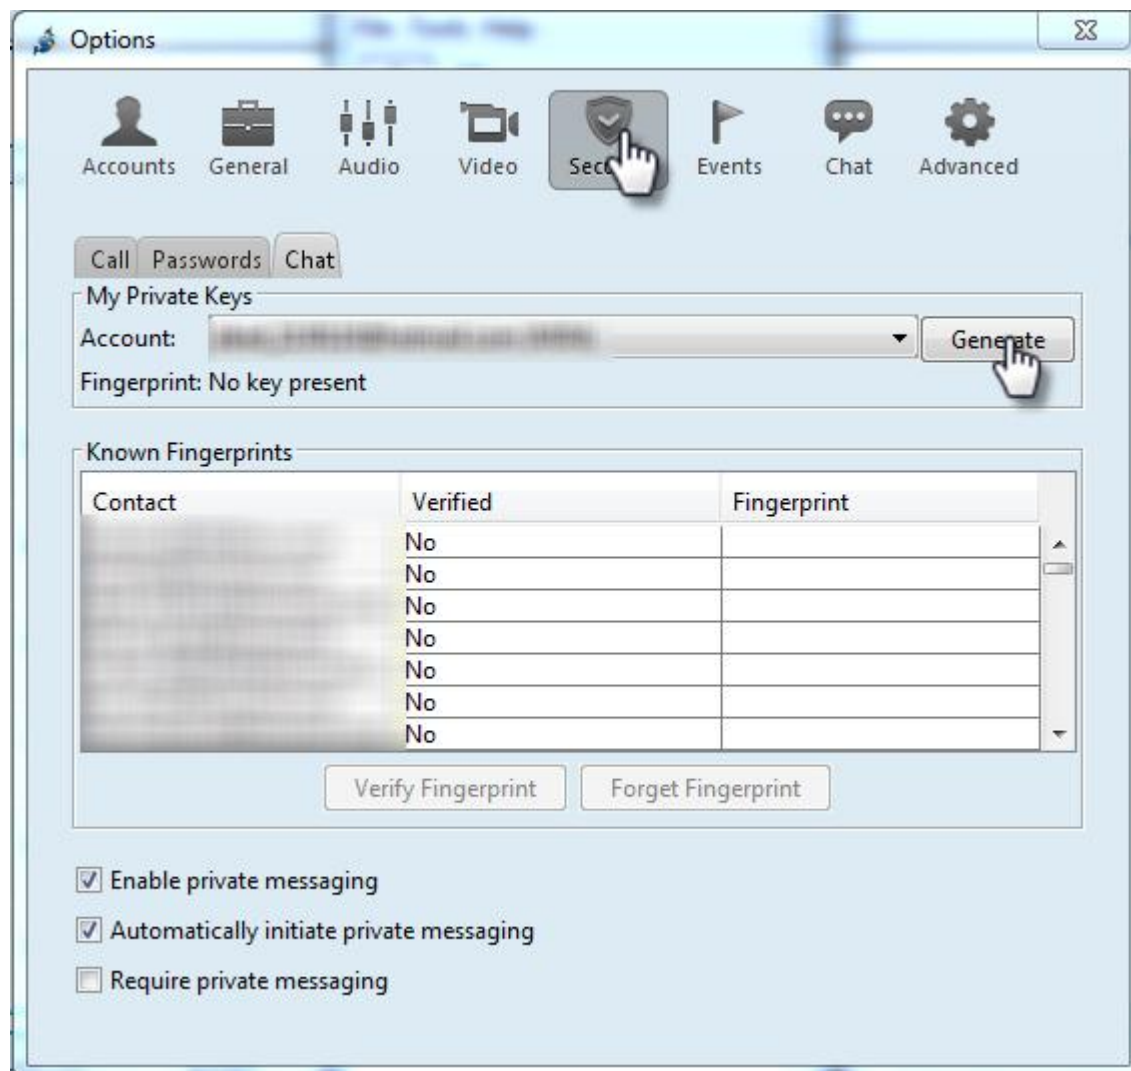 Options
Accounts General Audio Video Events Chat Advanced
Call Passwords Chat
My Private Keys
Account: Generate
Fingerprint: No key present
Known Fingerprints
Contact Verified Fingerprint
No
No
No
No
No
No
No
Verify Fingerprint Forget Fingerprint
Enable private messaging
Automatically initiate private messaging
Require private messaging